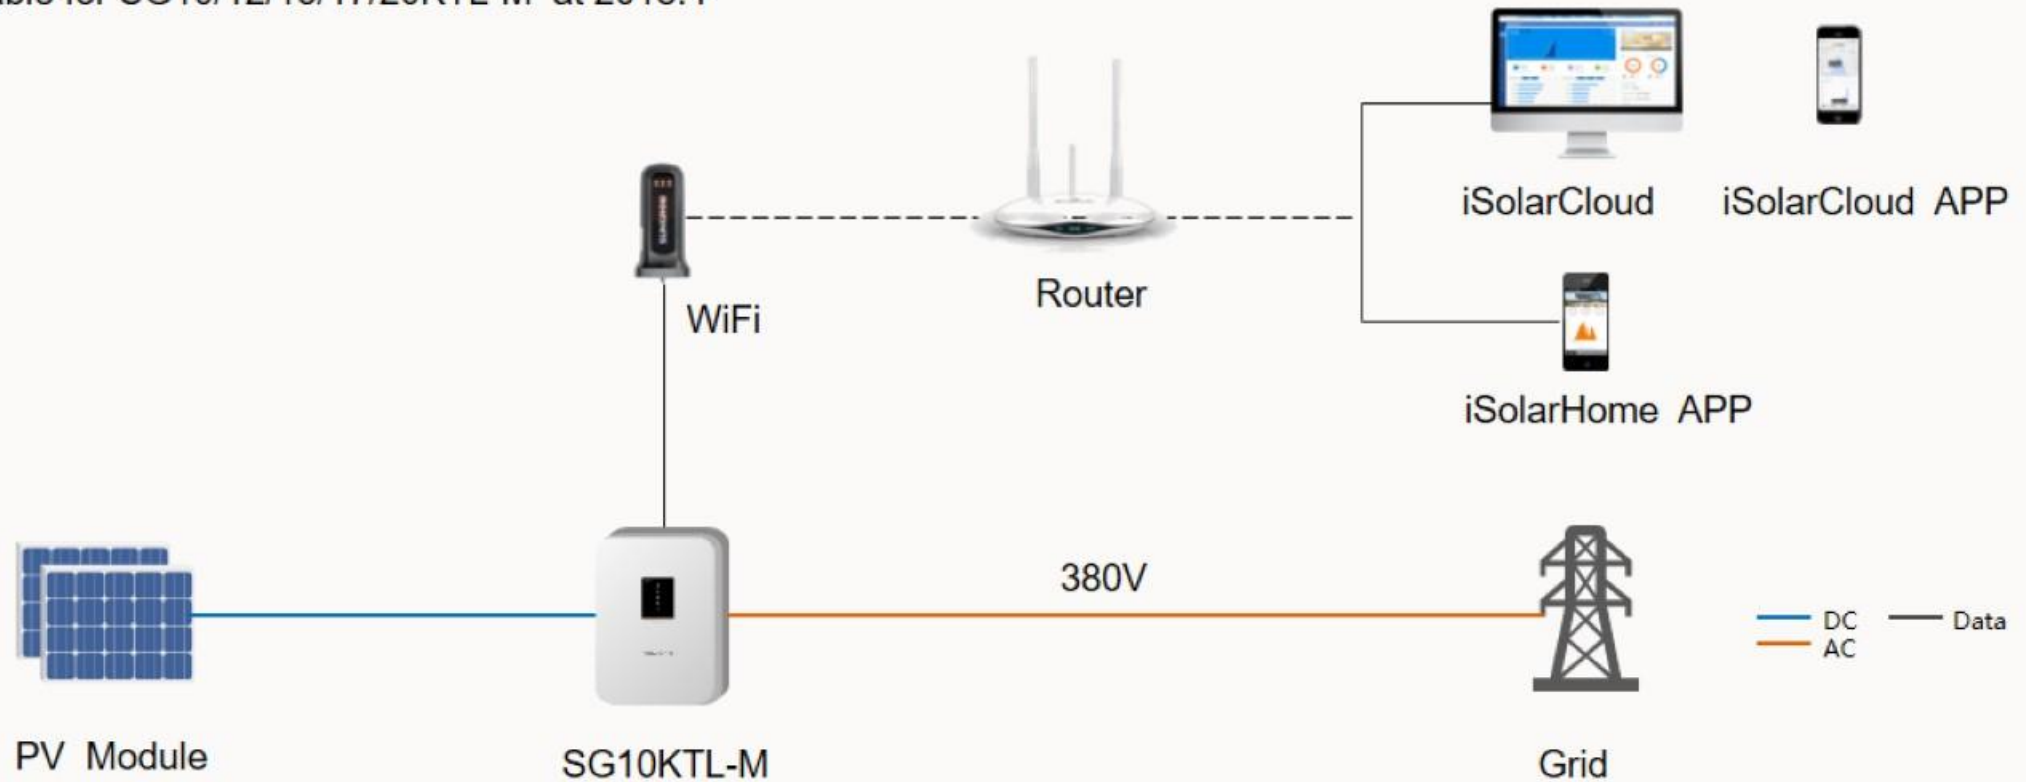 iSolarCloud iSolarCloud APP
Router
WiFi
iSolarHome APP
380V
DC Data
AC
PV Module
SG10KTL-M
Grid